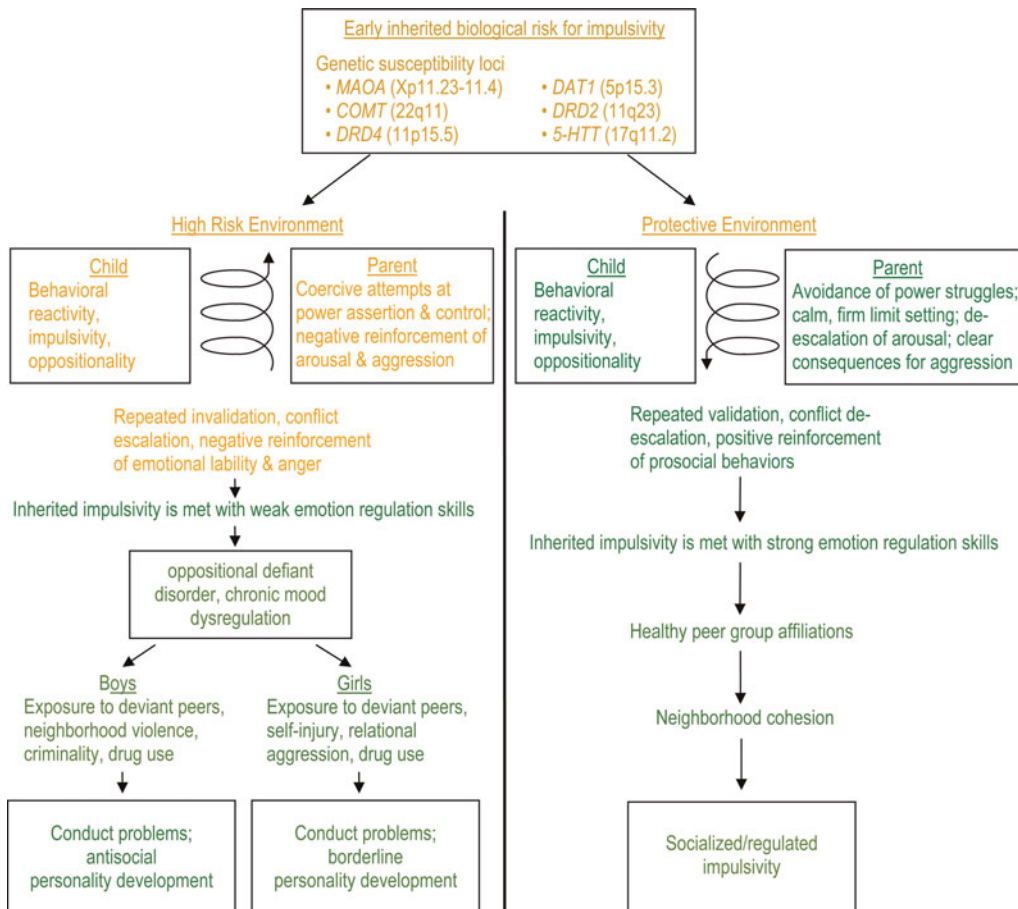 Early inherited biological risk for impulsivity
Genetic susceptibility loci
• MAOA (Xp11.23-11.4)
• COMT (22q11)
• DRD4 (11p15.5)
• DAT1 (5p15.3)
• DRD2 (11q23)
• 5-HTT (17q11.2)
High Risk Environment
Child
Behavioral
reactivity,
impulsivity,
oppositionality
Parent
Coercive attempts at
power assertion & control;
negative reinforcement of
arousal & aggression
Repeated invalidation, conflict
escalation, negative reinforcement
of emotional lability & anger
Inherited impulsivity is met with weak emotion regulation skills
oppositional defiant
disorder, chronic mood
dysregulation
Boys
Exposure to deviant peers,
neighborhood violence,
criminality, drug use
Conduct problems;
antisocial
personality development
Girls
Exposure to deviant peers,
self-injury, relational
aggression, drug use
Conduct problems;
borderline
personality development
Protective Environment
Child
Behavioral
reactivity,
impulsivity,
oppositionality
Parent
Avoidance of power struggles;
calm, firm limit setting; de-
escalation of arousal; clear
consequences for aggression
Repeated validation, conflict de-
escalation, positive reinforcement
of prosocial behaviors
Inherited impulsivity is met with strong emotion regulation skills
Healthy peer group affiliations
Neighborhood cohesion
Socialized/regulated
impulsivity